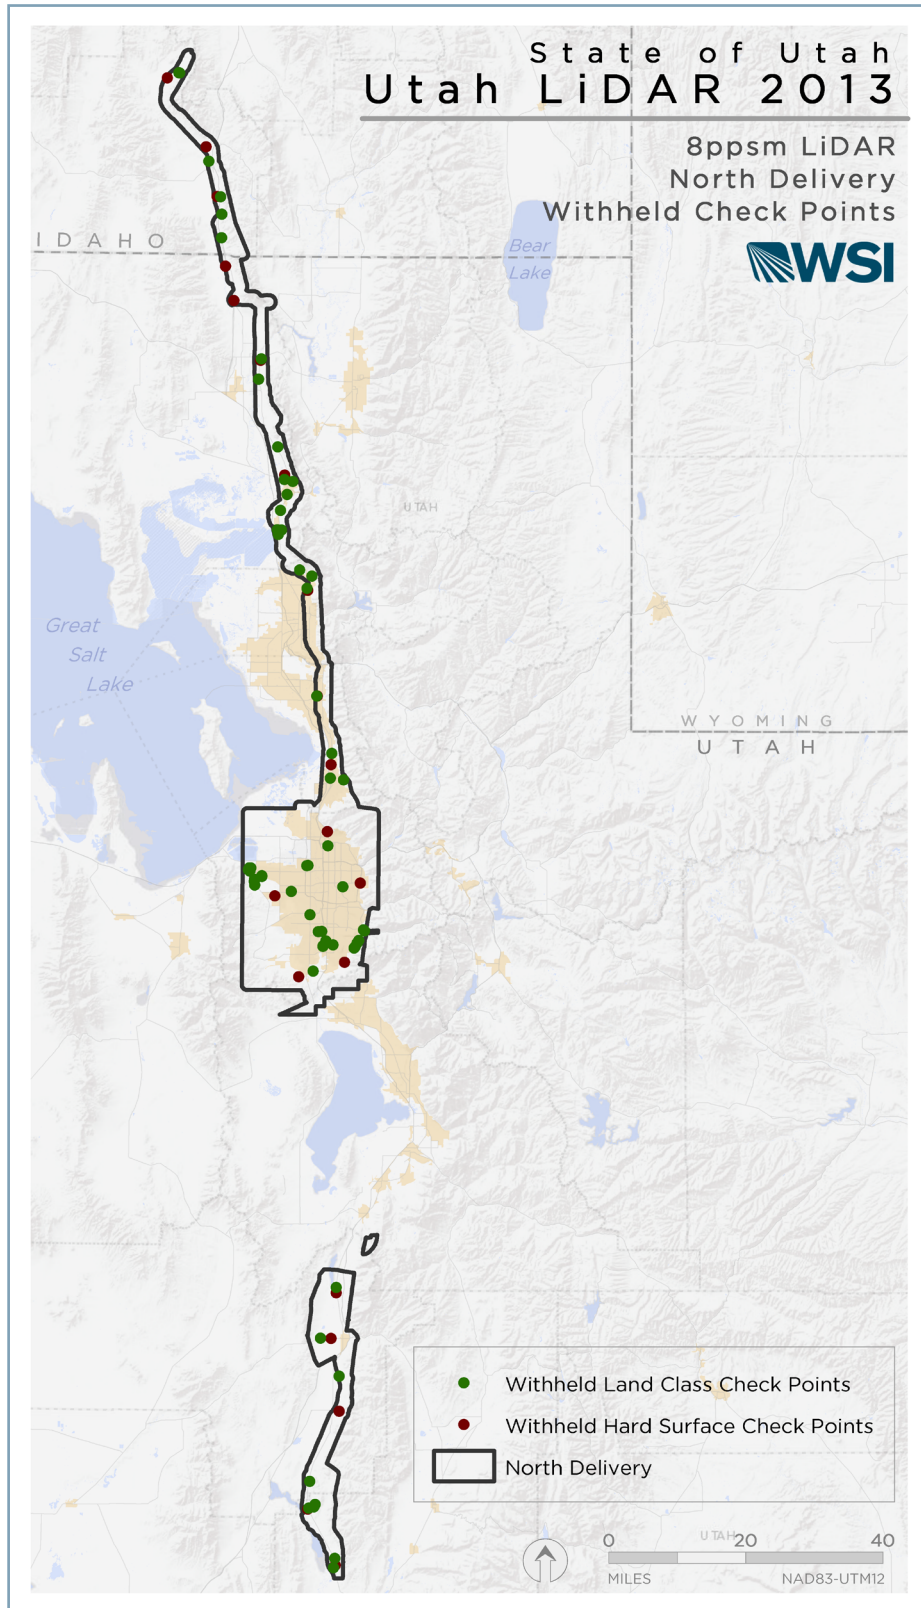 State of Utah
Utah LiDAR 2013
8ppsm LiDAR
North Delivery
Withheld Check Points
WSI
IDAHO
Bear
Lake
UTAH
Great
Salt
Lake
WYOMING
UTAH
Withheld Land Class Check Points
Withheld Hard Surface Check Points
North Delivery
UTAH
0 20 40
MILES NAD83-UTM12